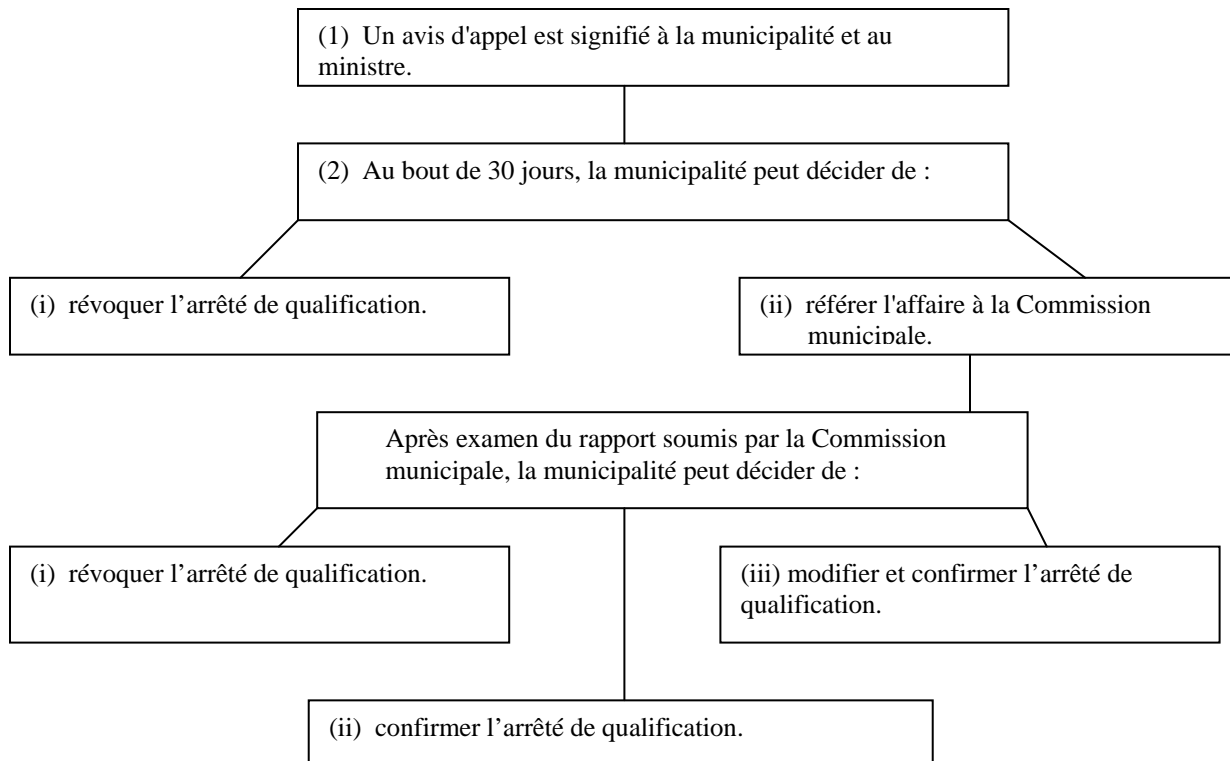 (1) Un avis d'appel est signifié à la municipalité et au
ministre.
(2) Au bout de 30 jours, la municipalité peut décider de :
(i) révoquer l’arrêté de qualification.
(ii) référer l'affaire à la Commission
municipale.
Après examen du rapport soumis par la Commission
municipale, la municipalité peut décider de :
(i) révoquer l’arrêté de qualification.
(iii) modifier et confirmer l’arrêté de
qualification.
(ii) confirmer l’arrêté de qualification.